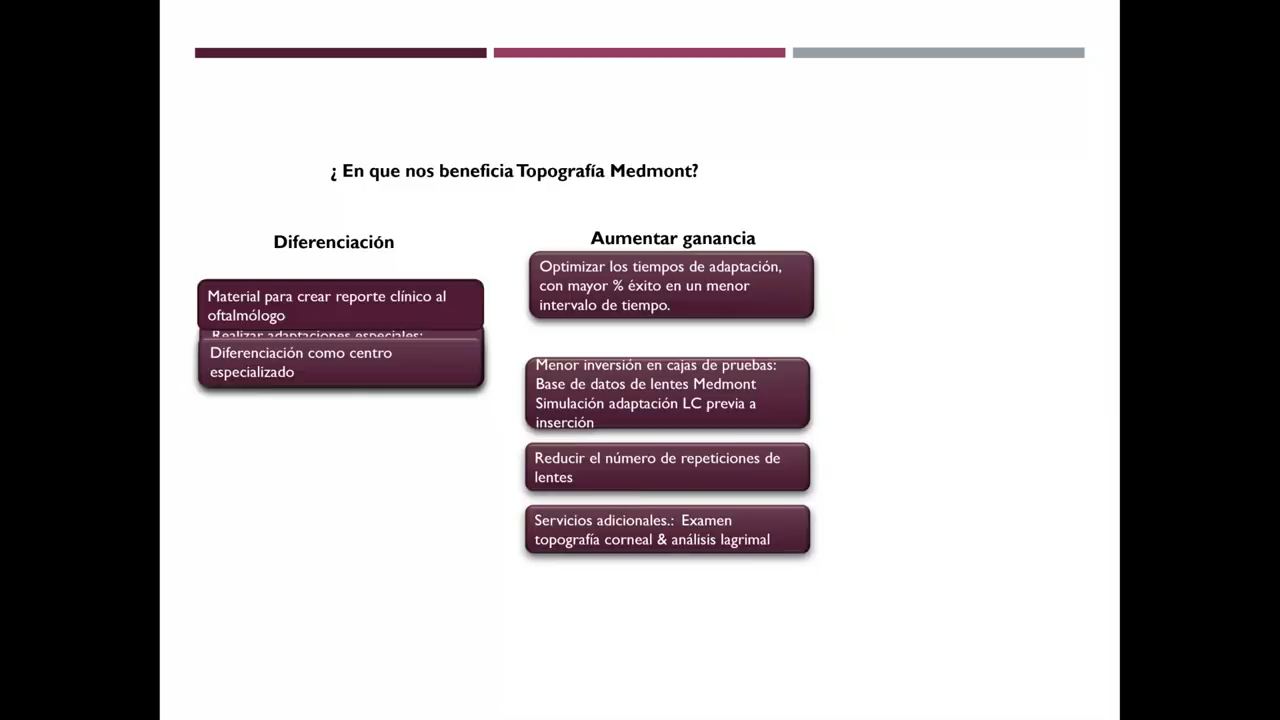 ¿ En que nos beneficia Topografía Medmont?
Diferenciación
Material para crear reporte clínico al
oftalmólogo
Realizar adaptaciones especiales:
Diferenciación como centro
especializado
Aumentar ganancia
Optimizar los tiempos de adaptación,
con mayor % éxito en un menor
intervalo de tiempo.
Menor inversión en cajas de pruebas:
Base de datos de lentes Medmont
Simulación adaptación LC previa a
inserción
Reducir el número de repeticiones de
lentes
Servicios adicionales.: Examen
topografía corneal & análisis lagrimal